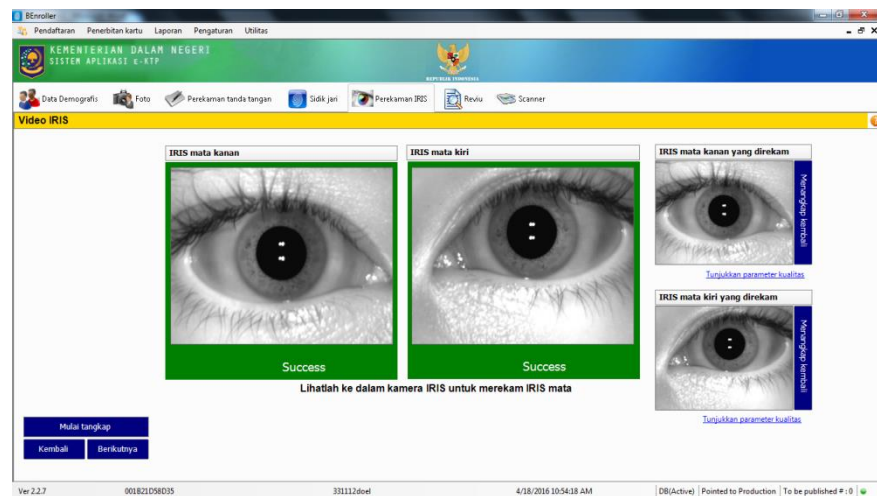 BEnroller
Pendaftaran Penerbitan kartu Laporan Pengaturan Utilitas
KEMENTERIAN DALAM NEGERI
SISTEM APLIKASI e-KTP
REPUBLIK INDONESIA
Data Demografis Foto Perekaman tanda tangan Sidik jari Perekaman IRIS Reviu Scanner
Video IRIS
IRIS mata kanan
Success
IRIS mata kiri
Success
Lihatlah ke dalam kamera IRIS untuk merekam IRIS mata
IRIS mata kanan yang direkam
Menangkap kembali
Tunjukkan parameter kualitas
IRIS mata kiri yang direkam
Menangkap kembali
Tunjukkan parameter kualitas
Mulai tangkap
Kembali Berikutnya
Ver 2.2.7 001B21D58D35 331112doel 4/18/2016 10:54:18 AM DB(Active) Pointed to Production To be published # : 0